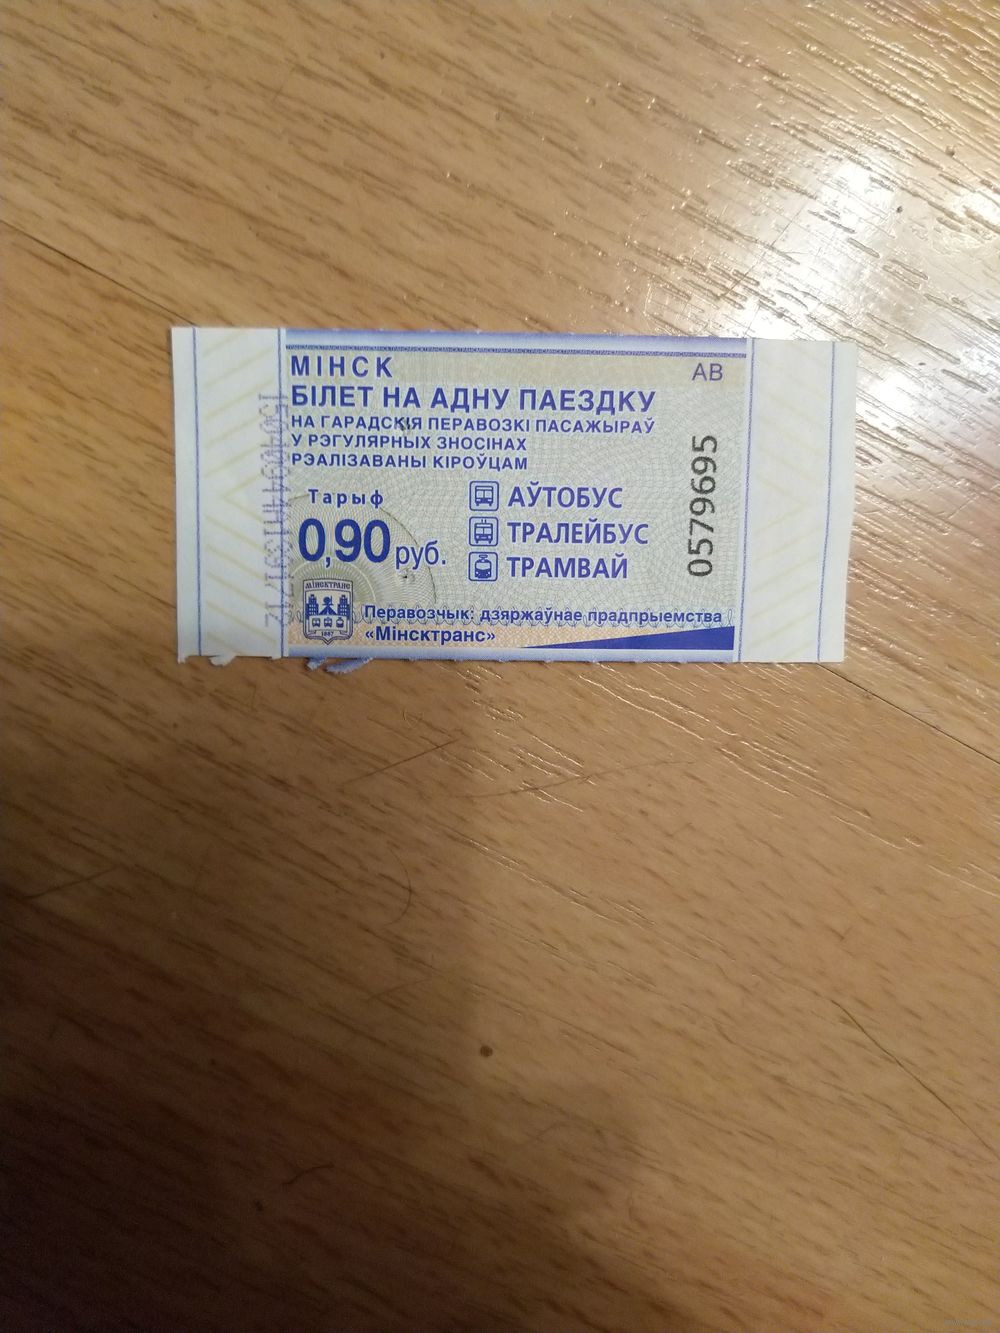 МІНСК
АВ
БІЛЕТ НА АДНУ ПАЕЗДКУ
НА ГАРАДСКІЯ ПЕРАВОЗКІ ПАСАЖЫРАЎ
У РЭГУЛЯРНЫХ ЗНОСІНАХ
РЭАЛІЗАВАНЫ КІРОЎЦАМ
Тарыф
0,90 руб.
АЎТОБУС
ТРАЛЕЙБУС
ТРАМВАЙ
0579695
МІНСКТРАНС
Перавозчык: дзяржаўнае прадпрыемства
«Мінсктранс»